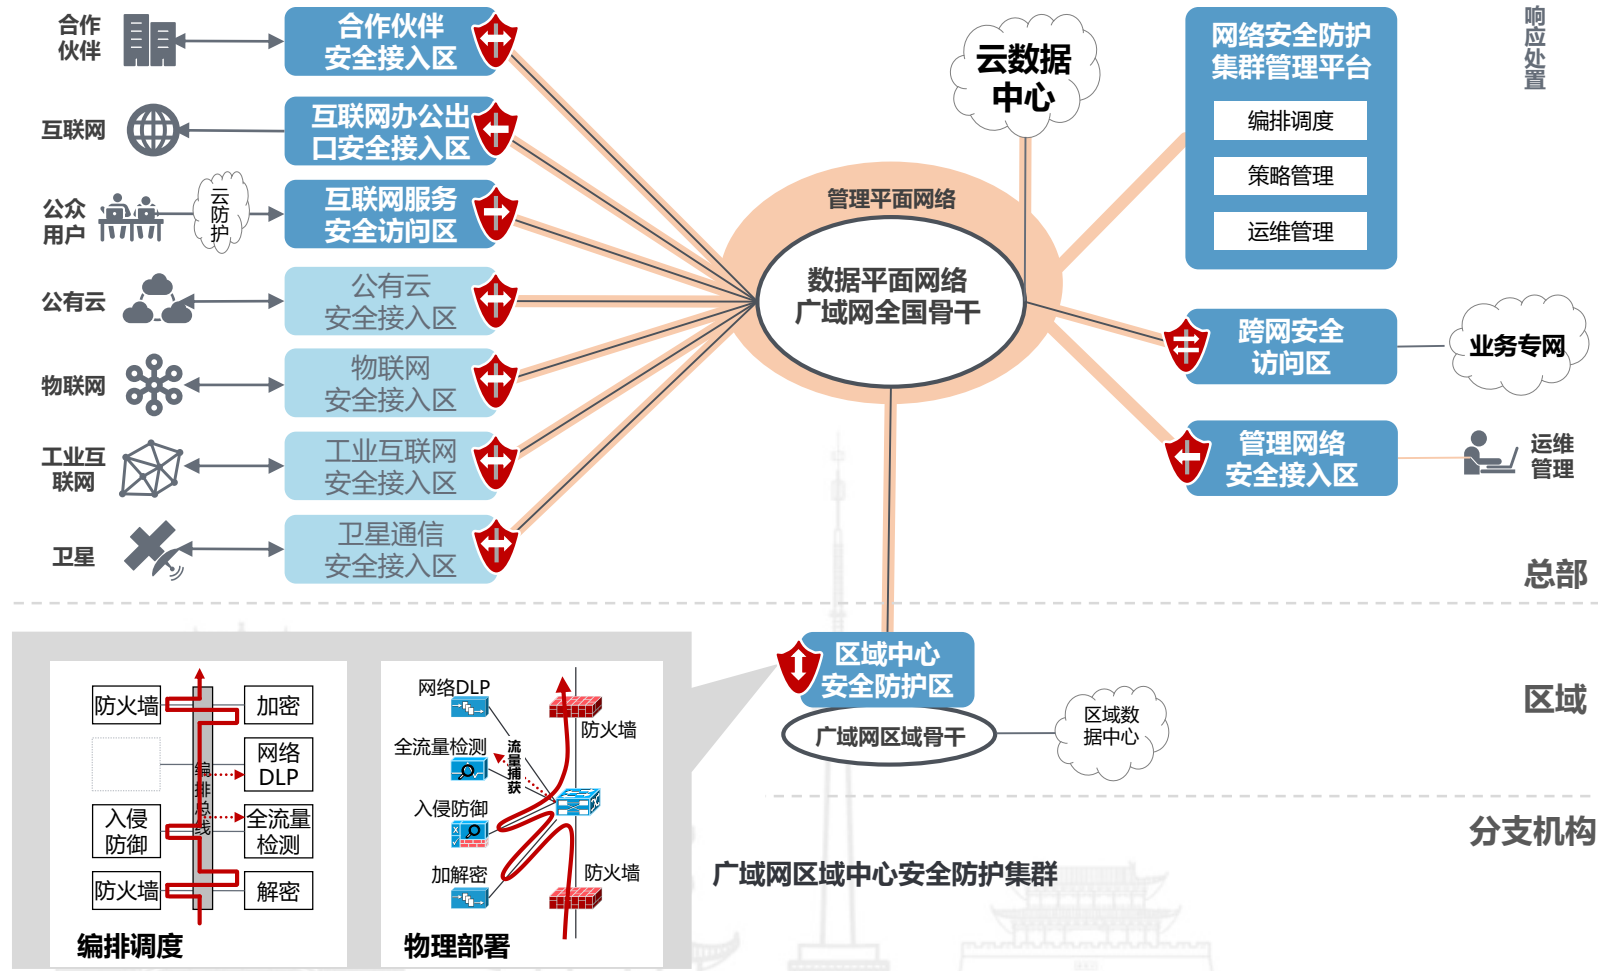 合作
伙伴
合作伙伴
安全接入区
互联网
互联网办公出
口安全接入区
公众
用户
云
防
护
互联网服务
安全访问区
公有云
公有云
安全接入区
物联网
物联网
安全接入区
工业互
联网
工业互联网
安全接入区
卫星
卫星通信
安全接入区
云数据
中心
管理平面网络
数据平面网络
广域网全国骨干
网络安全防护
集群管理平台
编排调度
策略管理
运维管理
响
应
处
置
跨网安全
访问区
业务专网
管理网络
安全接入区
运维
管理
总部
区域中心
安全防护区
广域网区域骨干
区域数
据中心
区域
分支机构
广域网区域中心安全防护集群
防火墙
加密
网络
DLP
编
排
总
线
入侵
防御
全流量
检测
防火墙
解密
编排调度
网络DLP
防火墙
全流量检测
流
量
捕
获
入侵防御
加解密
防火墙
物理部署